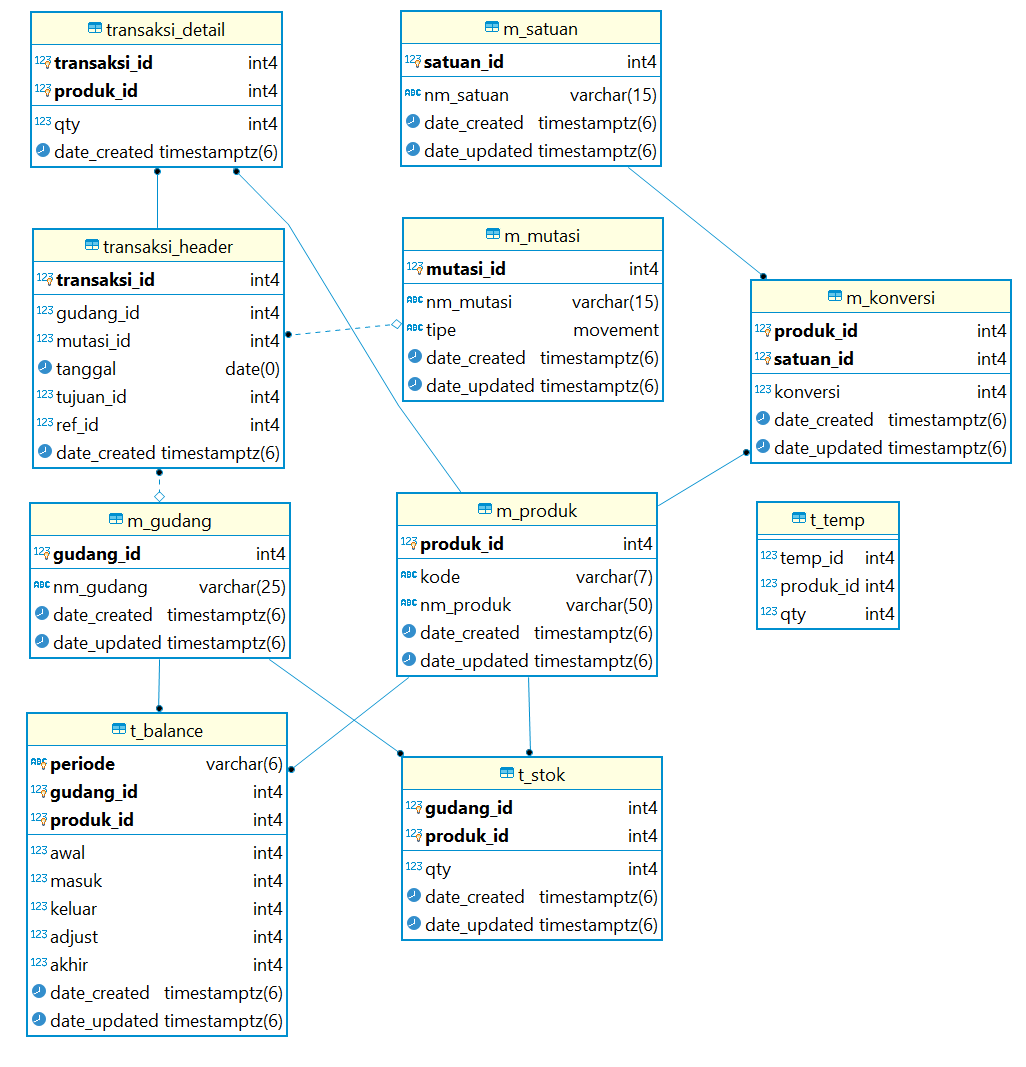 transaksi_detail
transaksi_id int4
produk_id int4
qty int4
date_created timestamptz(6)
m_satuan
satuan_id int4
nm_satuan varchar(15)
date_created timestamptz(6)
date_updated timestamptz(6)
transaksi_header
transaksi_id int4
gudang_id int4
mutasi_id int4
tanggal date(0)
tujuan_id int4
ref_id int4
date_created timestamptz(6)
m_mutasi
mutasi_id int4
nm_mutasi varchar(15)
tipe movement
date_created timestamptz(6)
date_updated timestamptz(6)
m_konversi
produk_id int4
satuan_id int4
konversi int4
date_created timestamptz(6)
date_updated timestamptz(6)
m_gudang
gudang_id int4
nm_gudang varchar(25)
date_created timestamptz(6)
date_updated timestamptz(6)
m_produk
produk_id int4
kode varchar(7)
nm_produk varchar(50)
date_created timestamptz(6)
date_updated timestamptz(6)
t_temp
temp_id int4
produk_id int4
qty int4
t_balance
periode varchar(6)
gudang_id int4
produk_id int4
awal int4
masuk int4
keluar int4
adjust int4
akhir int4
date_created timestamptz(6)
date_updated timestamptz(6)
t_stok
gudang_id int4
produk_id int4
qty int4
date_created timestamptz(6)
date_updated timestamptz(6)